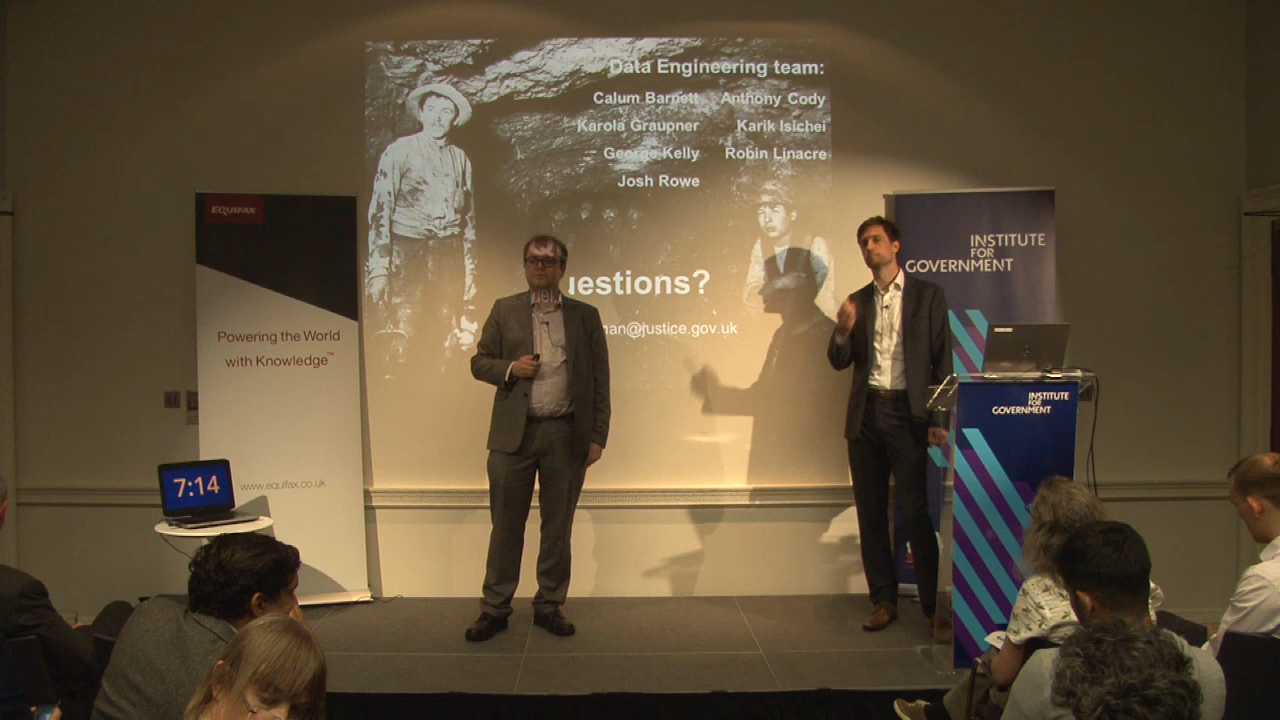 Data Engineering team:
Calum Barnett Anthony Cody
Karola Graupner Karik Isichei
George Kelly Robin Linacre
Josh Rowe
uestions?
man@justice.gov.uk
EQUIFAX
Powering the World
with Knowledge™
www.equifax.co.uk
7:14
INSTITUTE
FOR
GOVERNMENT
INSTITUTE
FOR
GOVERNMENT